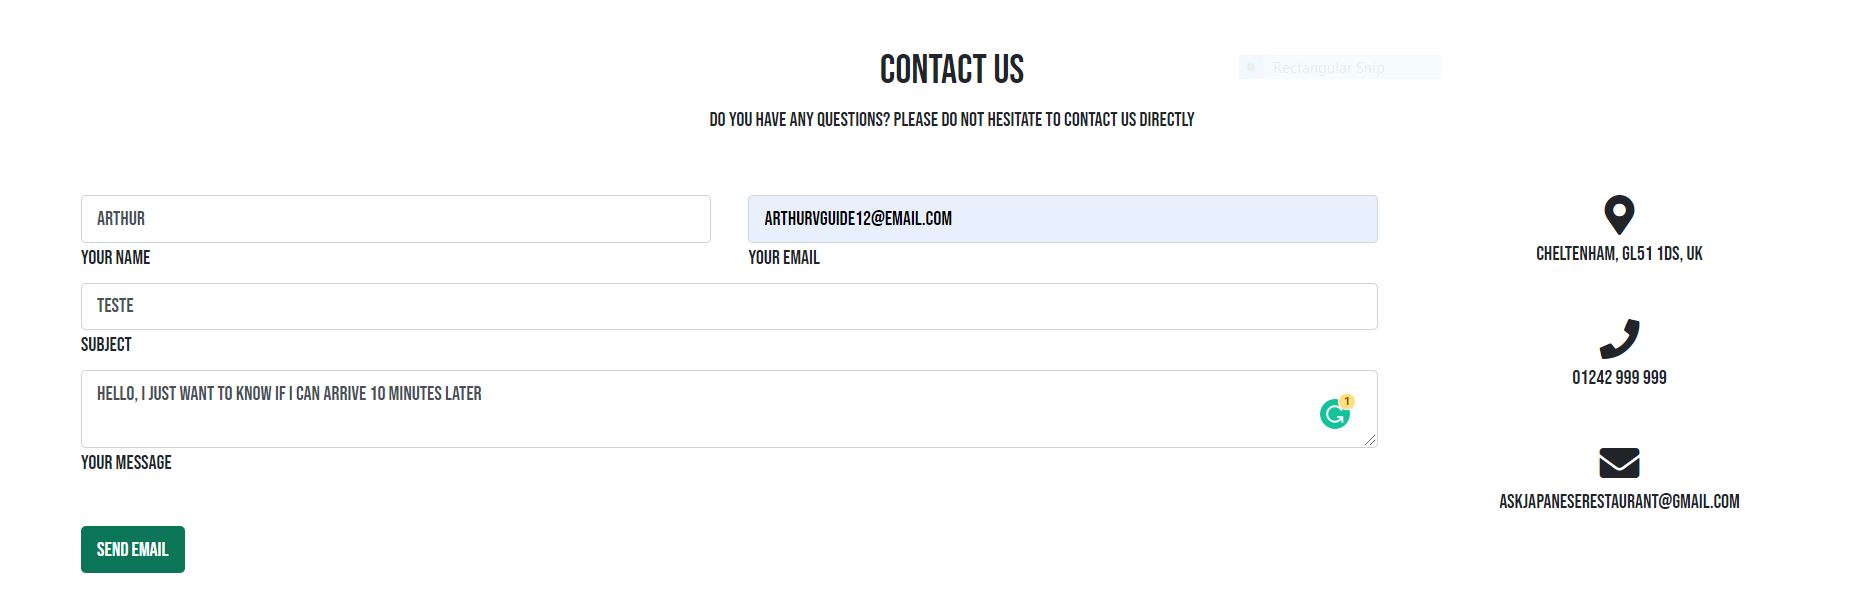 CONTACT US
Rectangular Snip
DO YOU HAVE ANY QUESTIONS? PLEASE DO NOT HESITATE TO CONTACT US DIRECTLY
ARTHUR
YOUR NAME
ARTHURVGUIDE12@EMAIL.COM
YOUR EMAIL
TESTE
SUBJECT
HELLO, I JUST WANT TO KNOW IF I CAN ARRIVE 10 MINUTES LATER
1
YOUR MESSAGE
SEND EMAIL
CHELTENHAM, GL51 1DS, UK
01242 999 999
ASKJAPANESERESTAURANT@GMAIL.COM